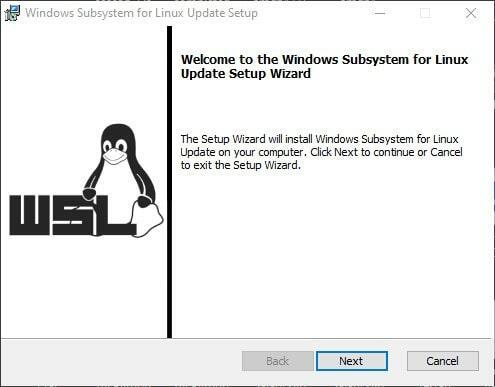 Windows Subsystem for Linux Update Setup
Welcome to the Windows Subsystem for Linux
Update Setup Wizard
The Setup Wizard will install Windows Subsystem for Linux
Update on your computer. Click Next to continue or Cancel
to exit the Setup Wizard.
WSL
Back
Next
Cancel